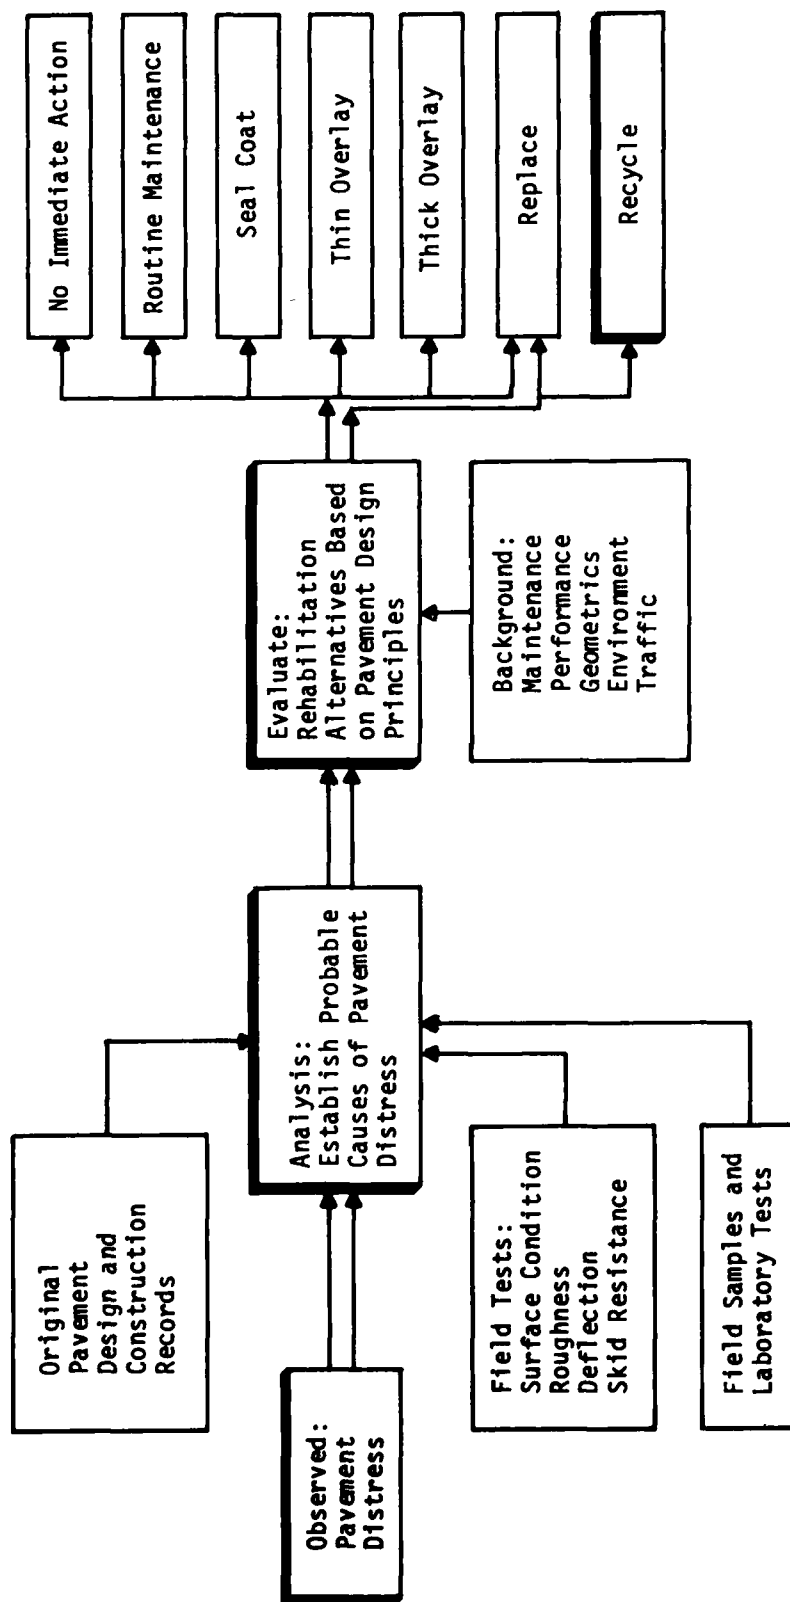 Observed:
Pavement
Distress
Original
Pavement
Design and
Construction
Records
Field Tests:
Surface Condition
Roughness
Deflection
Skid Resistance
Field Samples and
Laboratory Tests
Analysis:
Establish Probable
Causes of Pavement
Distress
Evaluate:
Rehabilitation
Alternatives Based
on Pavement Design
Principles
Background:
Maintenance
Performance
Geometrics
Environment
Traffic
No Immediate Action
Routine Maintenance
Seal Coat
Thin Overlay
Thick Overlay
Replace
Recycle